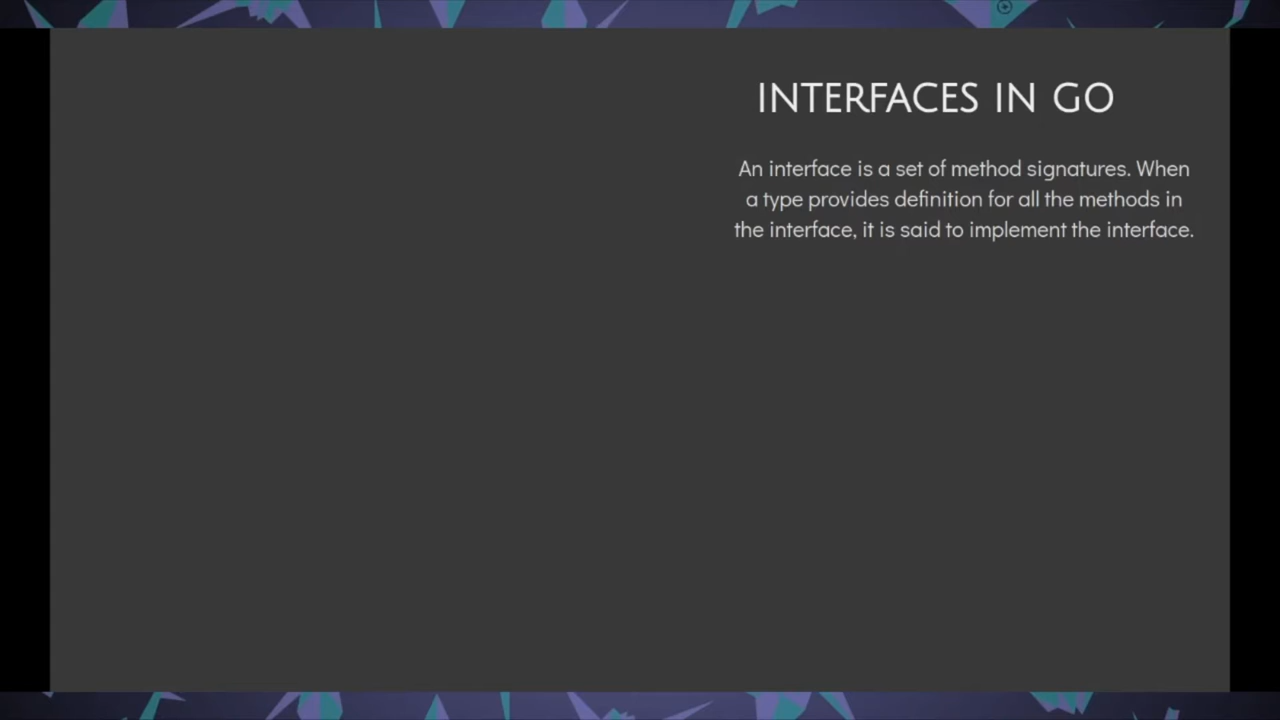 INTERFACES IN GO
An interface is a set of method signatures. When
a type provides definition for all the methods in
the interface, it is said to implement the interface.